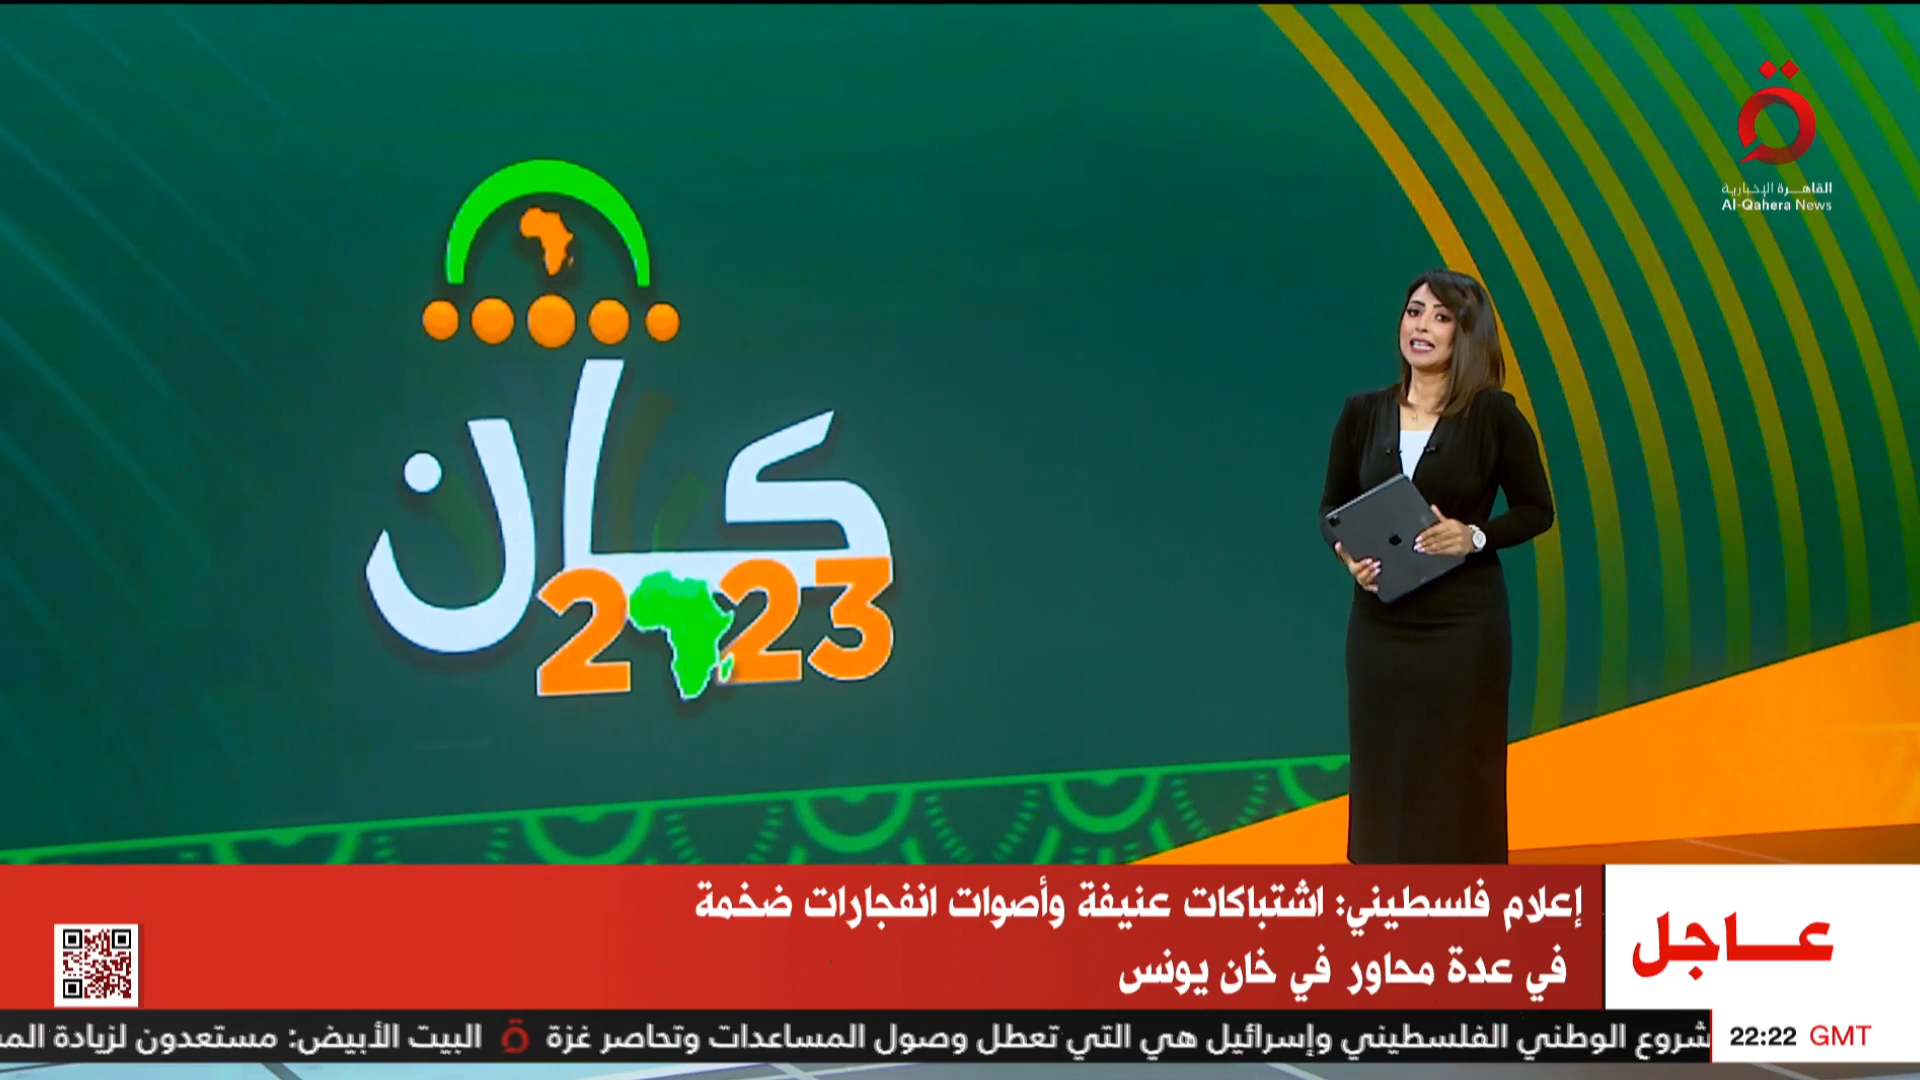 القاهرة الإخبارية
Al-Qahera News
كان
2023
عاجل
إعلام فلسطيني: اشتباكات عنيفة وأصوات انفجارات ضخمة
في عدة محاور في خان يونس
22:22 GMT
شروع الوطني الفلسطيني وإسرائيل هي التي تعطل وصول المساعدات وتحاصر غزة البيت الأبيض: مستعدون لزيادة